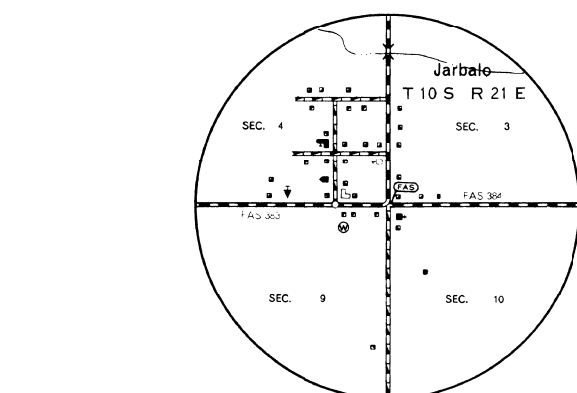 Jarbalo
T 10 S R 21 E
SEC. 4
SEC. 3
FAS
FAS 384
FAS 383
W
SEC. 9
SEC. 10